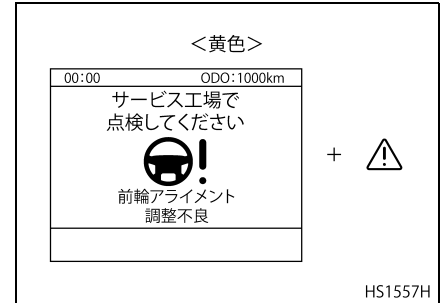 ＜黄色＞
00:00 ODO:1000km
サービス工場で
点検してください
前輪アライメント
調整不良
+
HS1557H